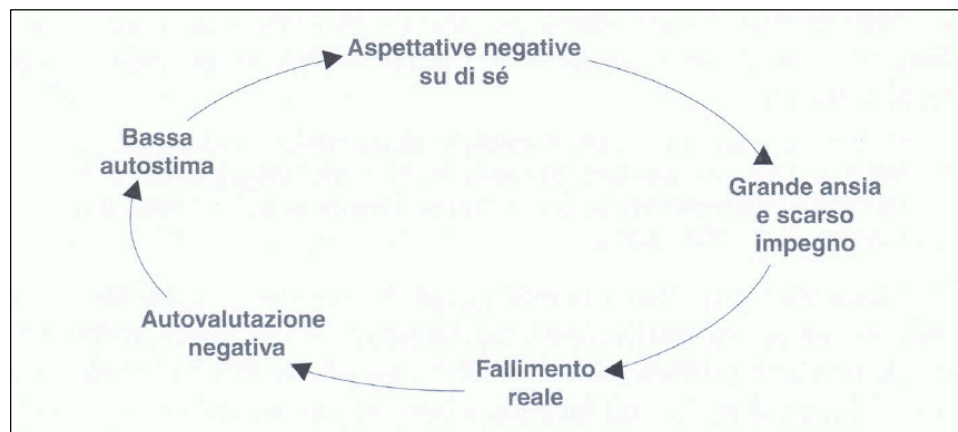 Aspettative negative
su di sé
Grande ansia
e scarso
impegno
Fallimento
reale
Autovalutazione
negativa
Bassa
autostima